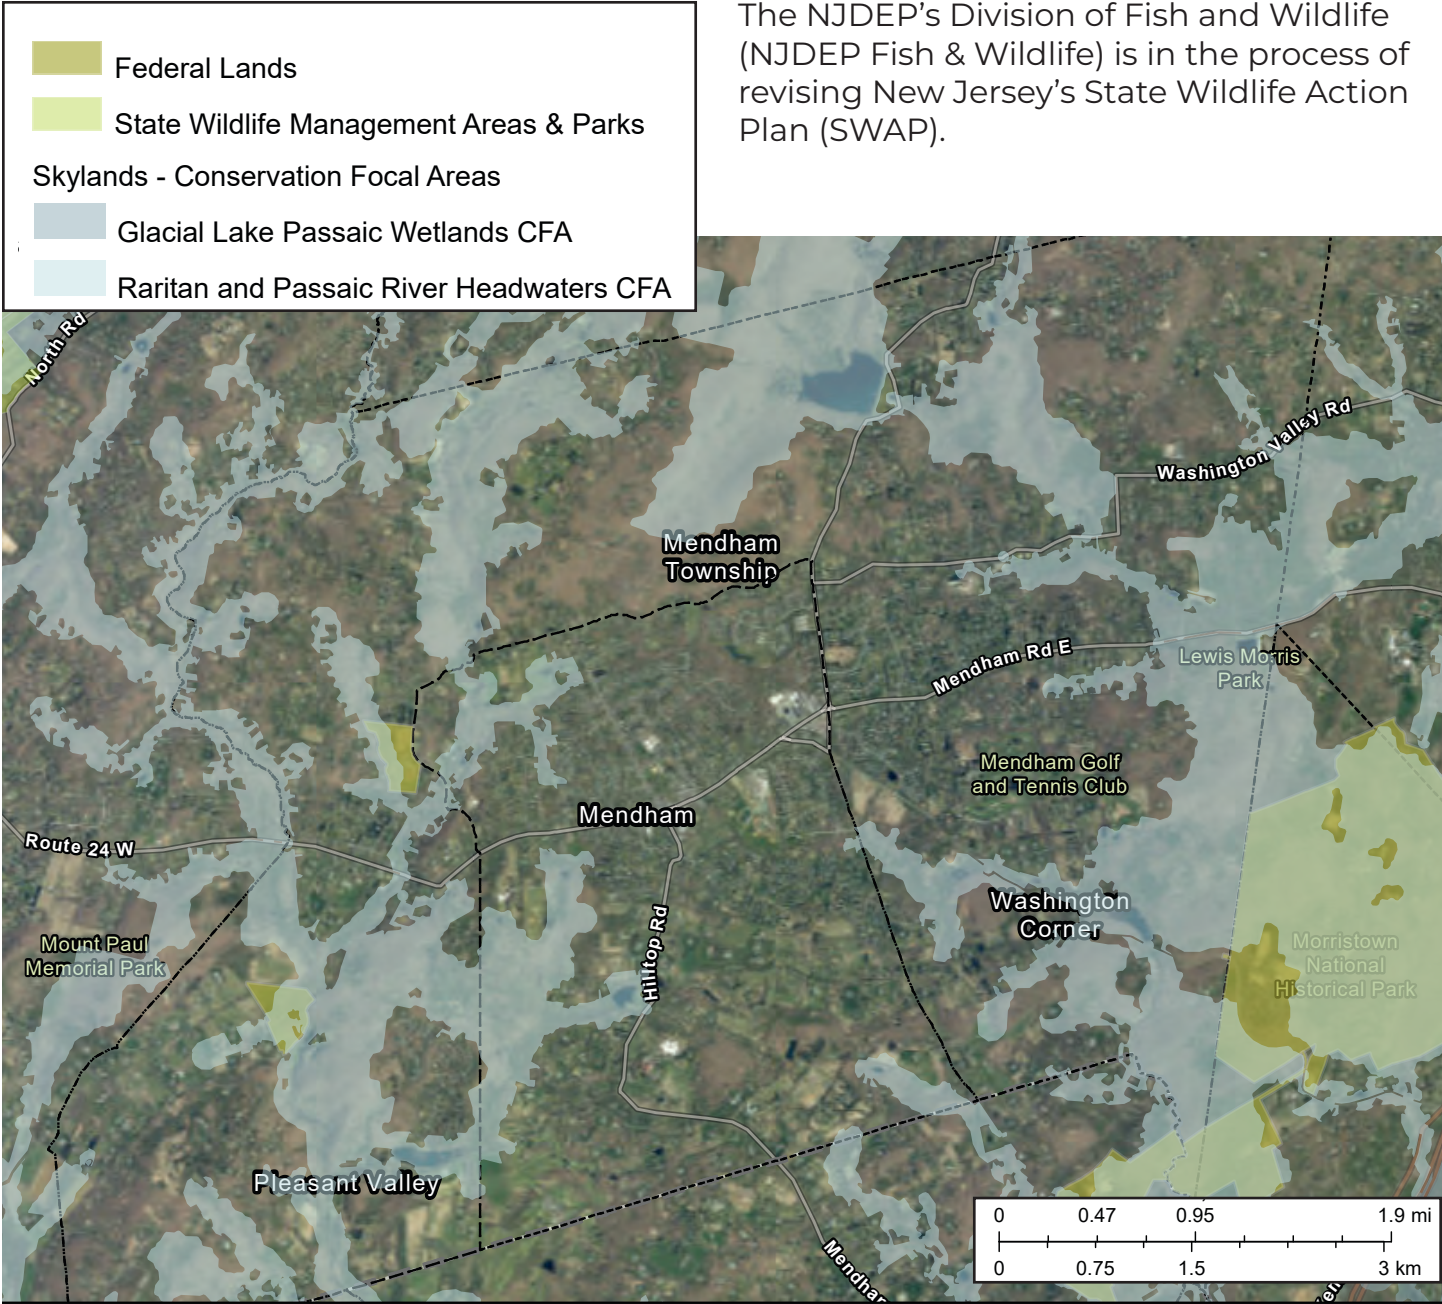 Federal Lands
State Wildlife Management Areas & Parks
Skylands - Conservation Focal Areas
Glacial Lake Passaic Wetlands CFA
Raritan and Passaic River Headwaters CFA
The NJDEP’s Division of Fish and Wildlife
(NJDEP Fish & Wildlife) is in the process of
revising New Jersey’s State Wildlife Action
Plan (SWAP).
North Rd
Washington Valley Rd
Mendham
Township
Mendham Rd E
Lewis Morris
Park
Mendham Golf
and Tennis Club
Mendham
Route 24 W
Washington
Corner
Mount Paul
Memorial Park
Hilltop Rd
Morristown
National
Historical Park
Pleasant Valley
0 0.47 0.95 1.9 mi
0 0.75 1.5 3 km
Mendhar